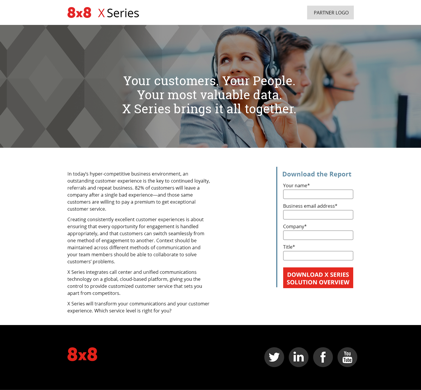 8x8 X Series
PARTNER LOGO
Your customers. Your People.
Your most valuable data.
X Series brings it all together.
In today's hyper-competitive business environment, an
outstanding customer experience is the key to continued loyalty,
referrals and repeat business. 82% of customers will leave a
company after a single bad experience—and those same
customers are willing to pay a premium to get exceptional
customer service.
Creating consistently excellent customer experiences is about
ensuring that every opportunity for engagement is handled
appropriately, and that customers can switch seamlessly from
one method of engagement to another. Context should be
maintained across different methods of communication and
your team members should be able to collaborate to solve
customers' problems.
X Series integrates call center and unified communications
technology on a global, cloud-based platform, giving you the
control to provide customized customer service that sets you
apart from competitors.
X Series will transform your communications and your customer
experience. Which service level is right for you?
Download the Report
Your name*
Business email address*
Company*
Title*
DOWNLOAD X SERIES
SOLUTION OVERVIEW
8x8
in
f
You
Tube